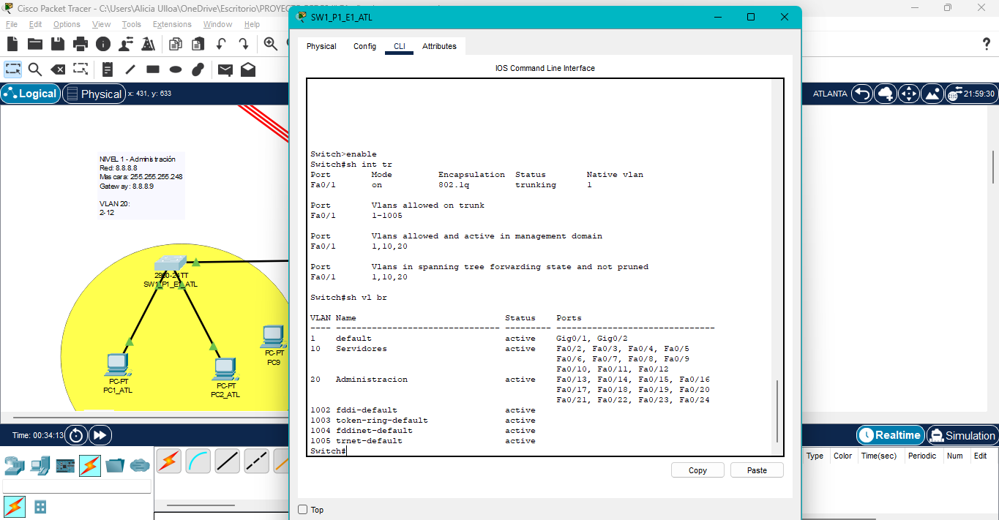 Cisco Packet Tracer - C:\Users\Alicia Ulloa\OneDrive\Escritorio\PROYEC
File Edit Options View Tools Extensions Window Help
Logical
Physical
x: 431, y: 633
NIVEL 1 - Administración
Red: 8.8.8.8
Mascara: 255.255.255.248
Gateway: 8.8.8.9
VLAN 20:
2-12
2960-24TT
SW1_P1_E1_ATL
PC-PT
PC1_ATL
PC-PT
PC2_ATL
PC-PT
PC9
Time: 00:34:13
SW1_P1_E1_ATL
Physical Config CLI Attributes
IOS Command Line Interface
Switch>enable
Switch#sh int tr
Port Mode Encapsulation Status Native vlan
Fa0/1 on 802.1q trunking 1
Port Vlans allowed on trunk
Fa0/1 1-1005
Port Vlans allowed and active in management domain
Fa0/1 1,10,20
Port Vlans in spanning tree forwarding state and not pruned
Fa0/1 1,10,20
Switch#sh vl br
VLAN Name Status Ports
---- -------------------------------- --------- -------------------------------
1 default active Gig0/1, Gig0/2
10 Servidores active Fa0/2, Fa0/3, Fa0/4, Fa0/5
Fa0/6, Fa0/7, Fa0/8, Fa0/9
Fa0/10, Fa0/11, Fa0/12
20 Administracion active Fa0/13, Fa0/14, Fa0/15, Fa0/16
Fa0/17, Fa0/18, Fa0/19, Fa0/20
Fa0/21, Fa0/22, Fa0/23, Fa0/24
1002 fddi-default active
1003 token-ring-default active
1004 fddinet-default active
1005 trnet-default active
Switch#
Copy
Paste
Top
?
ATLANTA
21:59:30
Realtime
Simulation
Type Color Time(sec) Periodic Num Edit